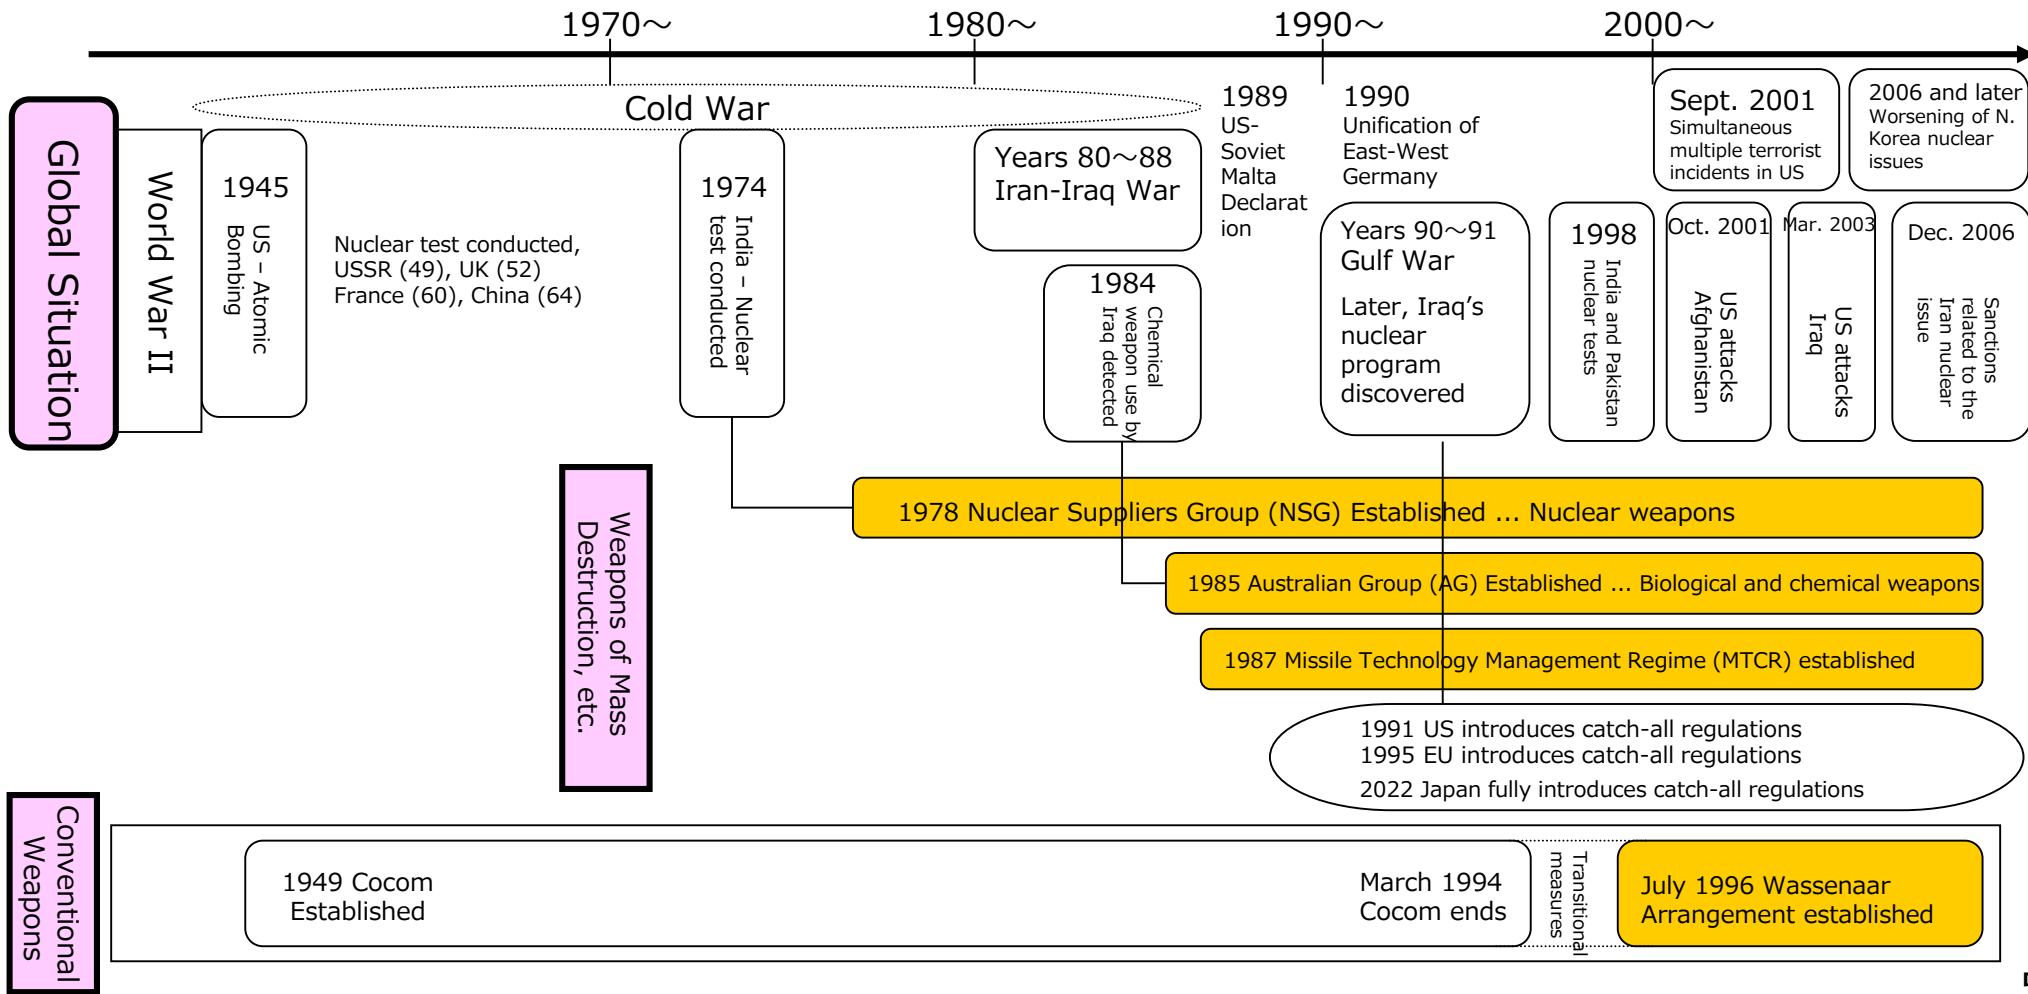 1970～
1980～
1990～
2000～
Global Situation
World War II
Cold War
1945
US – Atomic
Bombing
Nuclear test conducted,
USSR (49), UK (52)
France (60), China (64)
1974
India – Nuclear
test conducted
Years 80～88
Iran-Iraq War
1984
Chemical
weapon use by
Iraq detected
1989
US-
Soviet
Malta
Declarat
ion
1990
Unification of
East-West
Germany
Years 90～91
Gulf War
Later, Iraq’s
nuclear
program
discovered
1998
India and Pakistan
nuclear tests
Sept. 2001
Simultaneous
multiple terrorist
incidents in US
2006 and later
Worsening of N.
Korea nuclear
issues
Oct. 2001
US attacks
Afghanistan
Mar. 2003
US attacks
Iraq
Dec. 2006
Sanctions
related to the
Iran nuclear
issue
Weapons of Mass
Destruction, etc.
1978 Nuclear Suppliers Group (NSG) Established ... Nuclear weapons
1985 Australian Group (AG) Established ... Biological and chemical weapons
1987 Missile Technology Management Regime (MTCR) established
1991 US introduces catch-all regulations
1995 EU introduces catch-all regulations
2022 Japan fully introduces catch-all regulations
Conventional
Weapons
1949 Cocom
Established
March 1994
Cocom ends
Transitional
measures
July 1996 Wassenaar
Arrangement established